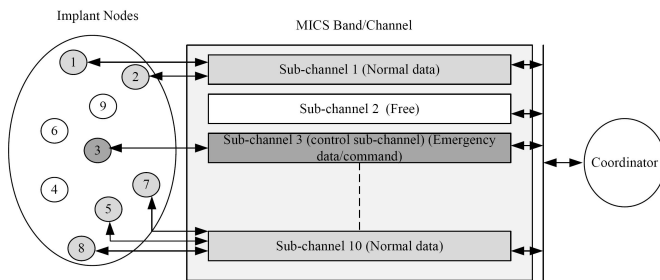 Implant Nodes
MICS Band/Channel
1
2
9
6
3
4
7
5
8
Sub-channel 1 (Normal data)
Sub-channel 2 (Free)
Sub-channel 3 (control sub-channel) (Emergency
data/command)
Sub-channel 10 (Normal data)
Coordinator